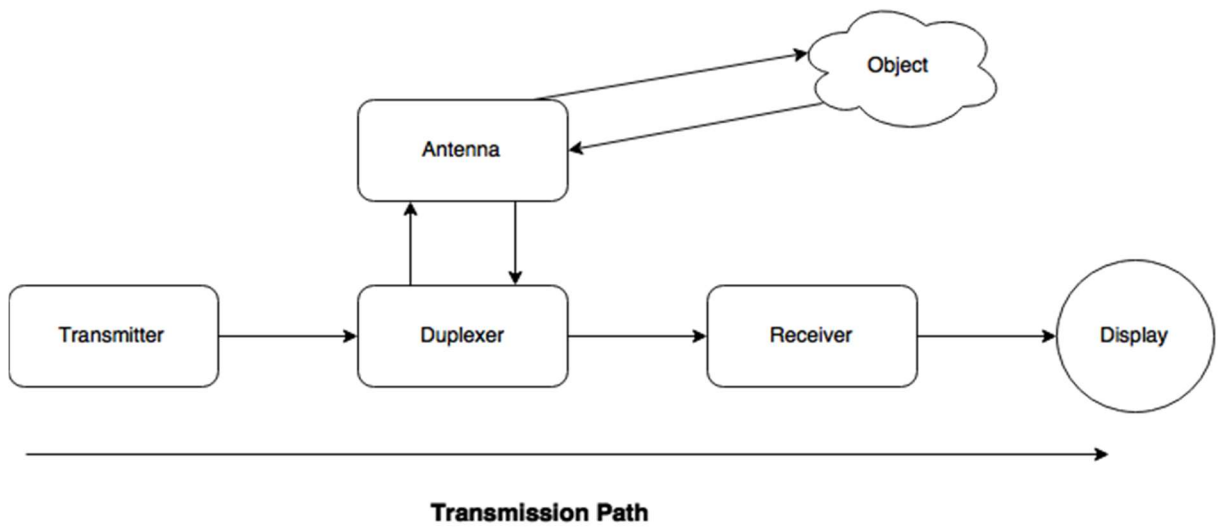 Object
Antenna
Transmitter
Duplexer
Receiver
Display
Transmission Path